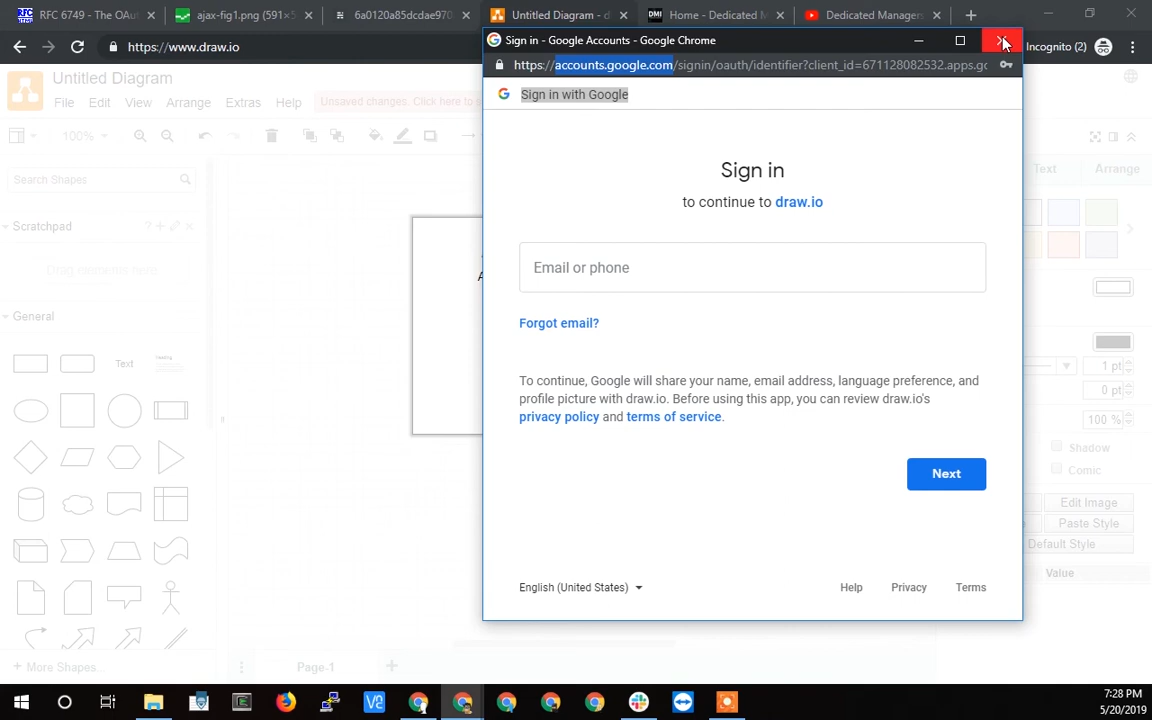 RFC 6749 - The OAu
ajax-fig1.png (591×5
6a0120a85dcdae970
Untitled Diagram - d
Home - Dedicated M
Dedicated Managers
Sign in - Google Accounts - Google Chrome
https://www.draw.io
Incognito (2)
https://accounts.google.com/signin/oauth/identifier?client_id=671128082532.apps.go
Untitled Diagram
File Edit View Arrange Extras Help
Unsaved changes. Click here to s
Sign in with Google
100%
Search Shapes
Text
Arrange
Sign in
to continue to draw.io
Scratchpad
Drag elements here
Email or phone
General
Forgot email?
Text
Heading
1 pt
0 pt
To continue, Google will share your name, email address, language preference, and
profile picture with draw.io. Before using this app, you can review draw.io's
privacy policy and terms of service.
100 %
Shadow
Comic
Next
Edit Image
Paste Style
Default Style
Value
English (United States)
Help Privacy Terms
+ More Shapes...
Page-1
7:28 PM
5/20/2019